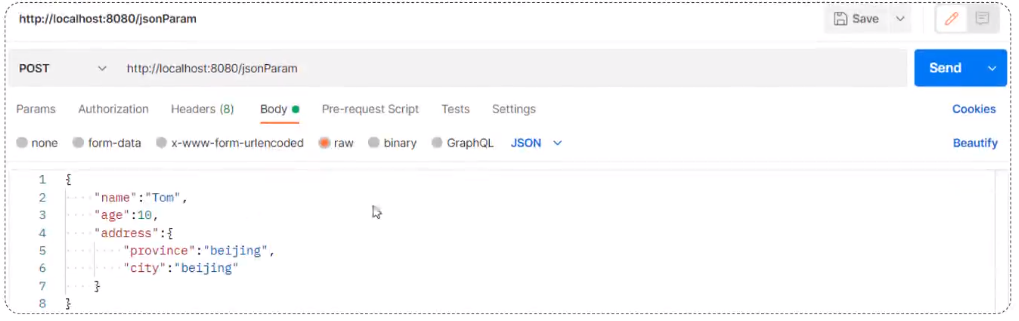 http://localhost:8080/jsonParam
Save
POST http://localhost:8080/jsonParam Send
Params Authorization Headers (8) Body Pre-request Script Tests Settings Cookies
none form-data x-www-form-urlencoded raw binary GraphQL JSON Beautify
1 {
2 "name":"Tom",
3 "age":10,
4 "address":{
5 "province":"beijing",
6 "city":"beijing"
7 }
8 }